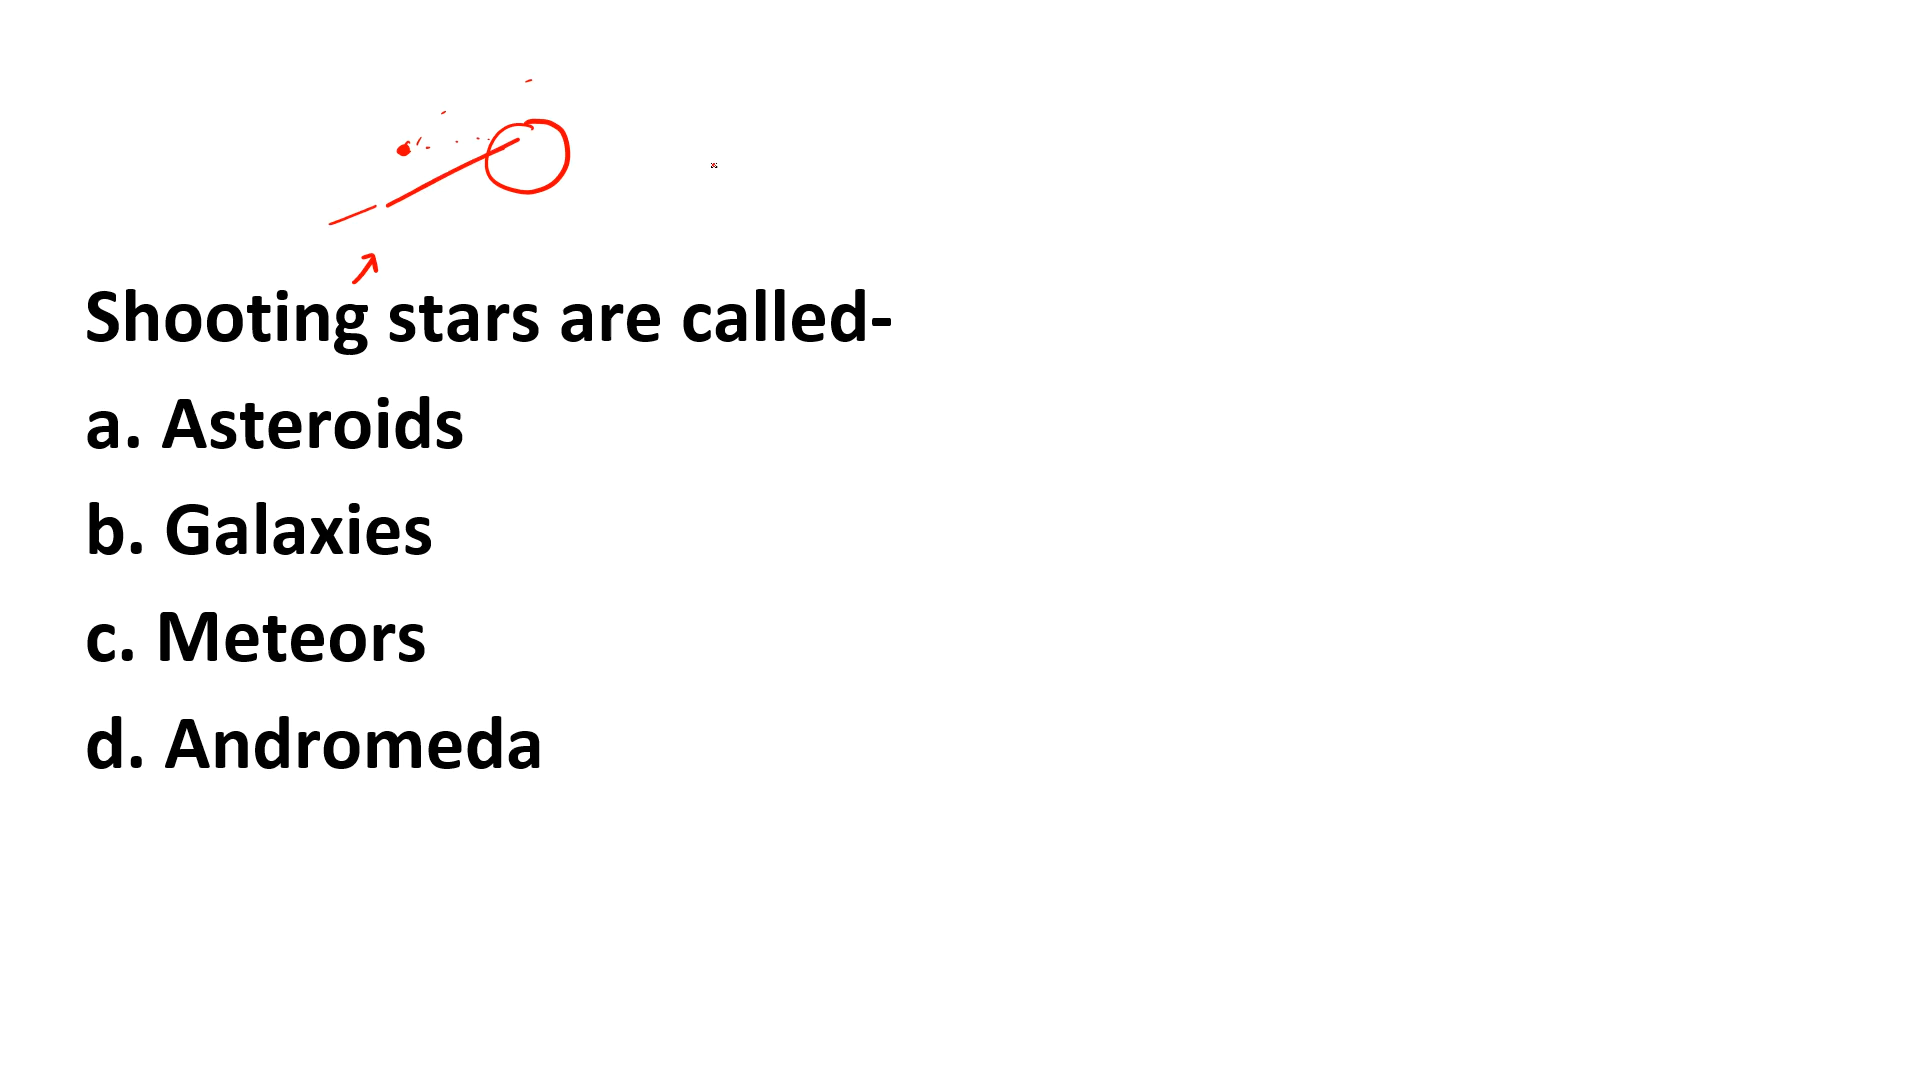 Shooting stars are called-
a. Asteroids
b. Galaxies
c. Meteors
d. Andromeda